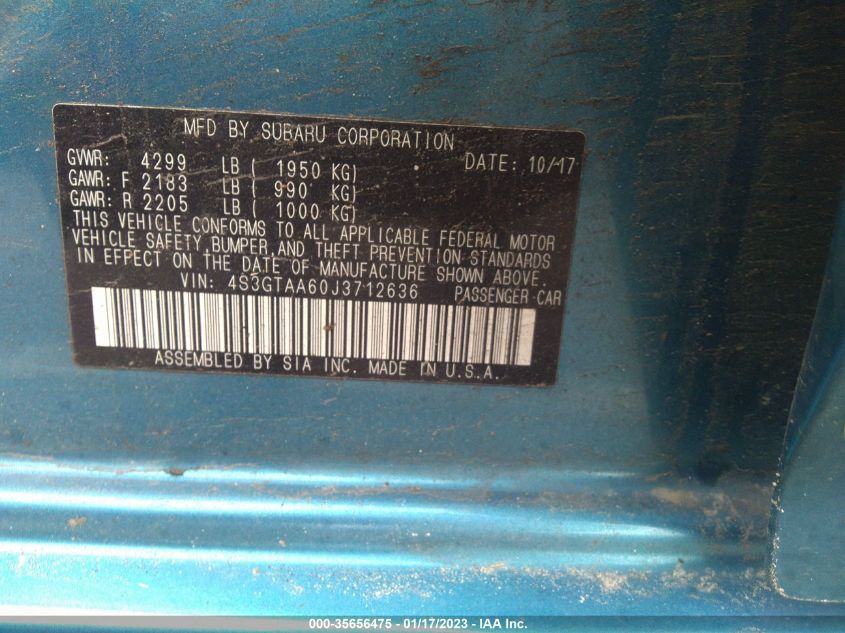 MFD BY SUBARU CORPORATION
GVWR: 4299 LB ( 1950 KG) DATE: 10/17
GAWR: F 2183 LB ( 990 KG)
GAWR: R 2205 LB ( 1000 KG)
THIS VEHICLE CONFORMS TO ALL APPLICABLE FEDERAL MOTOR
VEHICLE SAFETY, BUMPER, AND THEFT PREVENTION STANDARDS
IN EFFECT ON THE DATE OF MANUFACTURE SHOWN ABOVE.
VIN: 4S3GTAA60J3712636 PASSENGER CAR
ASSEMBLED BY SIA INC. MADE IN U.S.A.
000-35656475 - 01/17/2023 - IAA Inc.